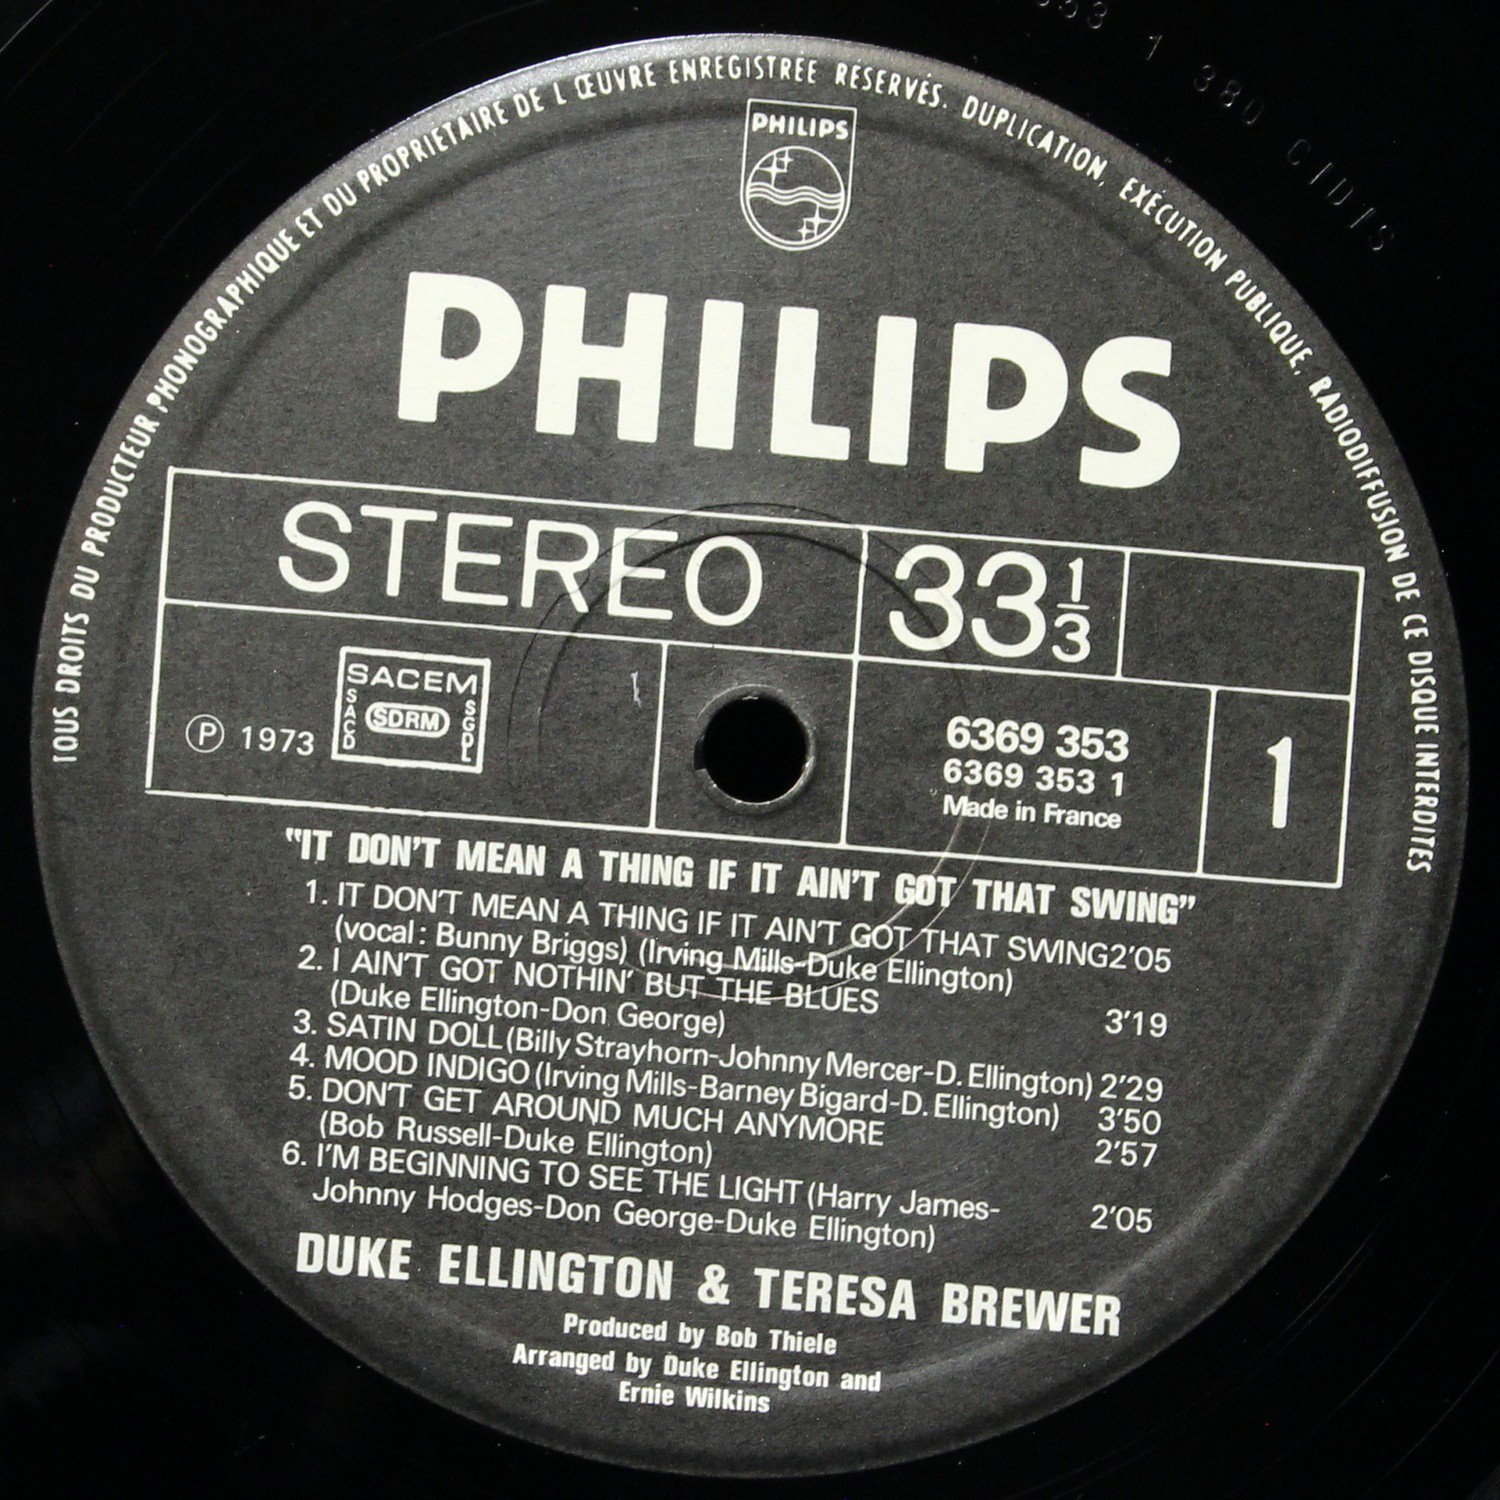 TOUS DROITS DU PRODUCTEUR PHONOGRAPHIQUE ET DU PROPRIETAIRE DE L'ŒUVRE ENREGISTRÉE RÉSERVÉS. DUPLICATION, EXÉCUTION PUBLIQUE, RADIODIFFUSION DE CE DISQUE INTERDITES
PHILIPS
PHILIPS
STEREO
33 1/3
SACEM
SACD
SDRM
SGDL
Ⓟ 1973
6369 353
6369 353 1
Made in France
1
"IT DON'T MEAN A THING IF IT AIN'T GOT THAT SWING"
1. IT DON'T MEAN A THING IF IT AIN'T GOT THAT SWING 2'05
(vocal : Bunny Briggs) (Irving Mills-Duke Ellington)
2. I AIN'T GOT NOTHIN' BUT THE BLUES
(Duke Ellington-Don George) 3'19
3. SATIN DOLL (Billy Strayhorn-Johnny Mercer-D. Ellington) 2'29
4. MOOD INDIGO (Irving Mills-Barney Bigard-D. Ellington) 3'50
5. DON'T GET AROUND MUCH ANYMORE 2'57
(Bob Russell-Duke Ellington)
6. I'M BEGINNING TO SEE THE LIGHT (Harry James-
Johnny Hodges-Don George-Duke Ellington) 2'05
DUKE ELLINGTON & TERESA BREWER
Produced by Bob Thiele
Arranged by Duke Ellington and
Ernie Wilkins